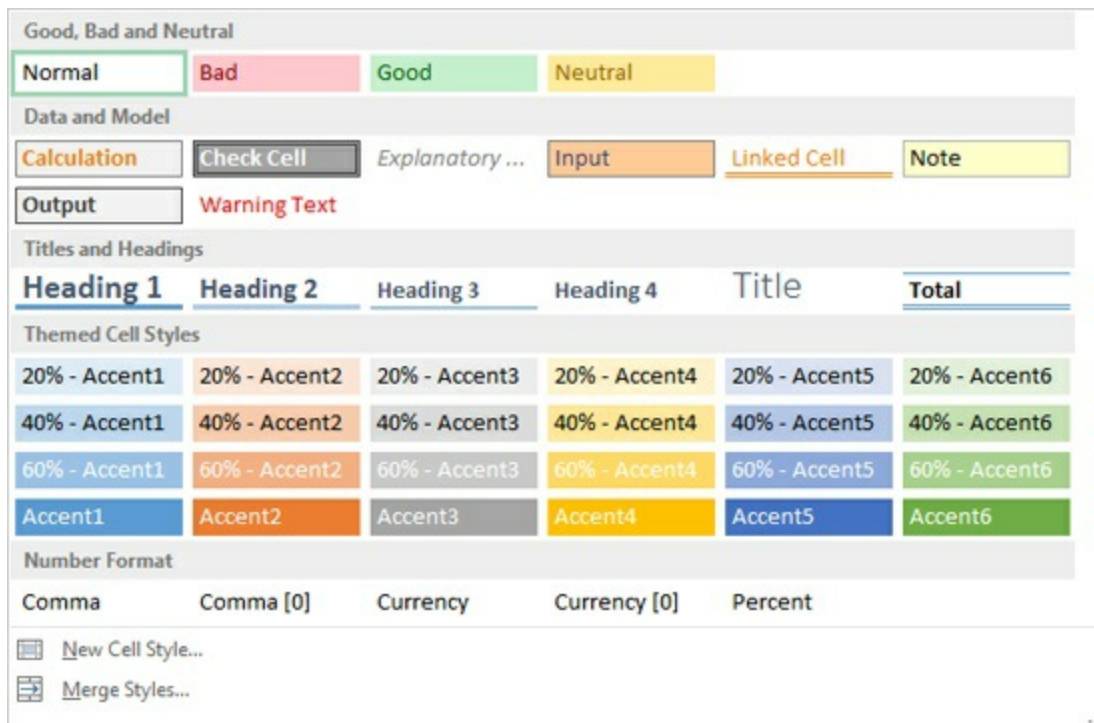 Good, Bad and Neutral
Normal Bad Good Neutral
Data and Model
Calculation Check Cell Explanatory ... Input Linked Cell Note
Output Warning Text
Titles and Headings
Heading 1 Heading 2 Heading 3 Heading 4 Title Total
Themed Cell Styles
20% - Accent1 20% - Accent2 20% - Accent3 20% - Accent4 20% - Accent5 20% - Accent6
40% - Accent1 40% - Accent2 40% - Accent3 40% - Accent4 40% - Accent5 40% - Accent6
60% - Accent1 60% - Accent2 60% - Accent3 60% - Accent4 60% - Accent5 60% - Accent6
Accent1 Accent2 Accent3 Accent4 Accent5 Accent6
Number Format
Comma Comma [0] Currency Currency [0] Percent
New Cell Style...
Merge Styles...